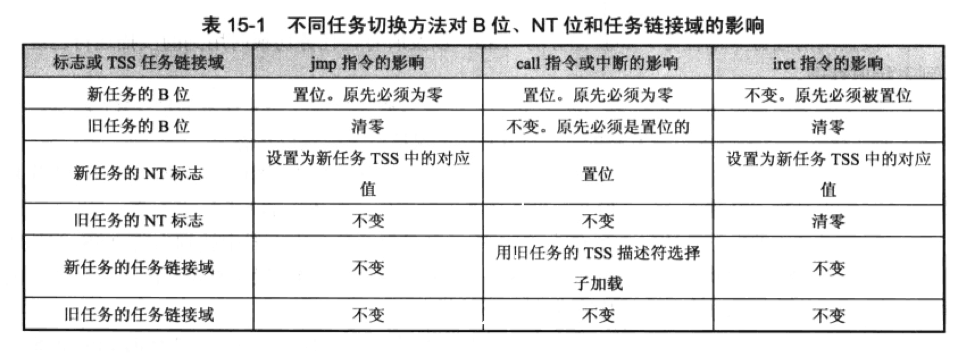 表 15-1 不同任务切换方法对 B 位、NT 位和任务链接域的影响
标志或 TSS 任务链接域 jmp 指令的影响 call 指令或中断的影响 iret 指令的影响
新任务的 B 位 置位。原先必须为零 置位。原先必须为零 不变。原先必须被置位
旧任务的 B 位 清零 不变。原先必须是置位的 清零
新任务的 NT 标志 设置为新任务 TSS 中的对应值 置位 设置为新任务 TSS 中的对应值
旧任务的 NT 标志 不变 不变 清零
新任务的任务链接域 不变 用旧任务的 TSS 描述符选择子加载 不变
旧任务的任务链接域 不变 不变 不变